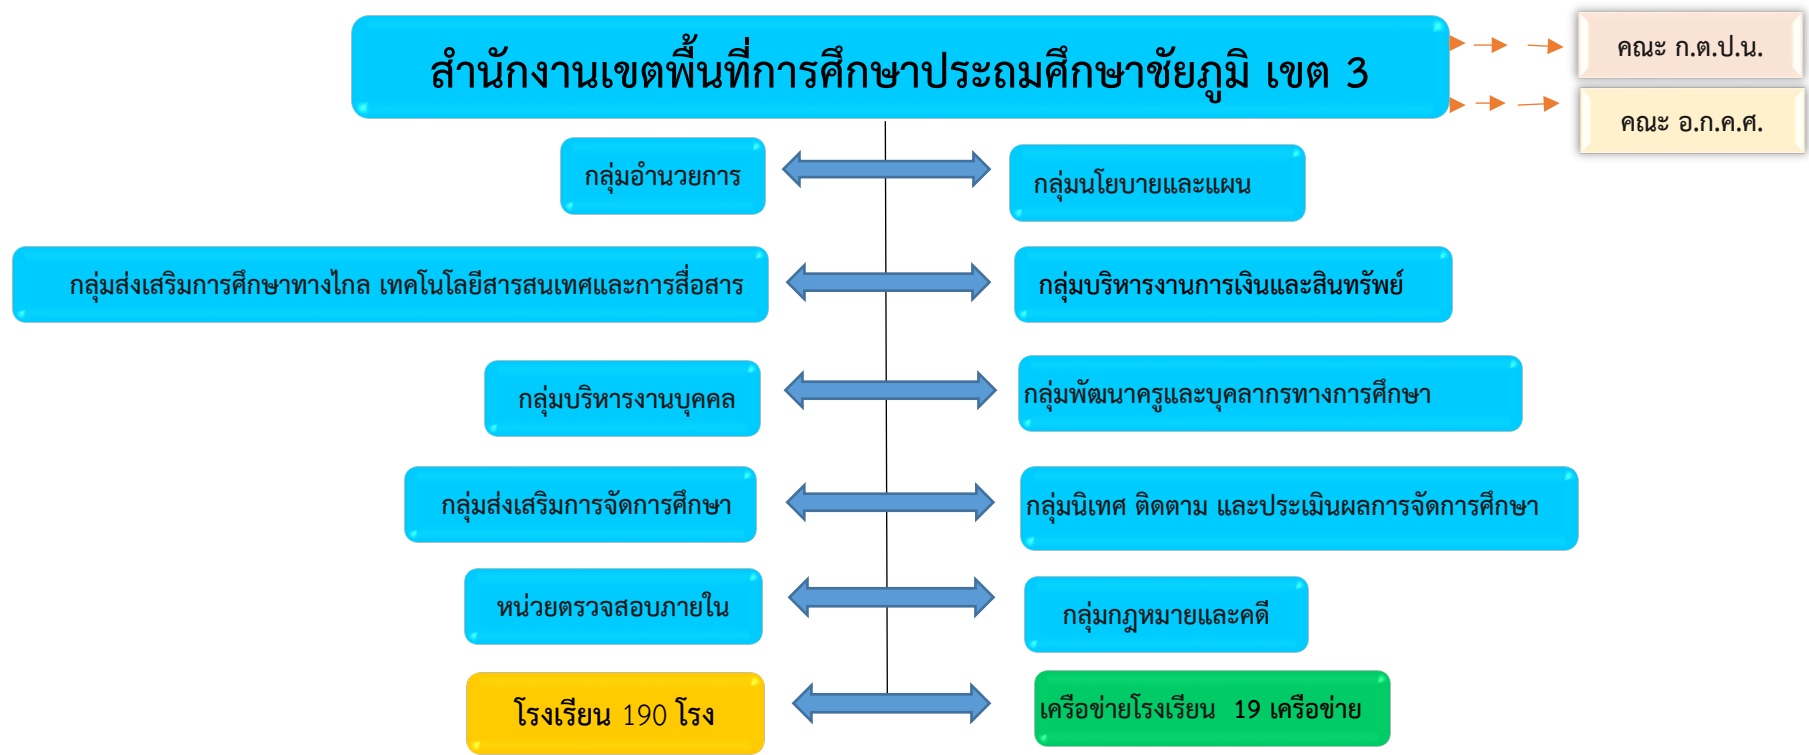 สำนักงานเขตพื้นที่การศึกษาประถมศึกษาชัยภูมิ เขต 3
คณะ ก.ต.ป.น.
คณะ อ.ก.ค.ศ.
กลุ่มอำนวยการ
กลุ่มนโยบายและแผน
กลุ่มส่งเสริมการศึกษาทางไกล เทคโนโลยีสารสนเทศและการสื่อสาร
กลุ่มบริหารงานการเงินและสินทรัพย์
กลุ่มบริหารงานบุคคล
กลุ่มพัฒนาครูและบุคลากรทางการศึกษา
กลุ่มส่งเสริมการจัดการศึกษา
กลุ่มนิเทศ ติดตาม และประเมินผลการจัดการศึกษา
หน่วยตรวจสอบภายใน
กลุ่มกฎหมายและคดี
โรงเรียน 190 โรง
เครือข่ายโรงเรียน 19 เครือข่าย